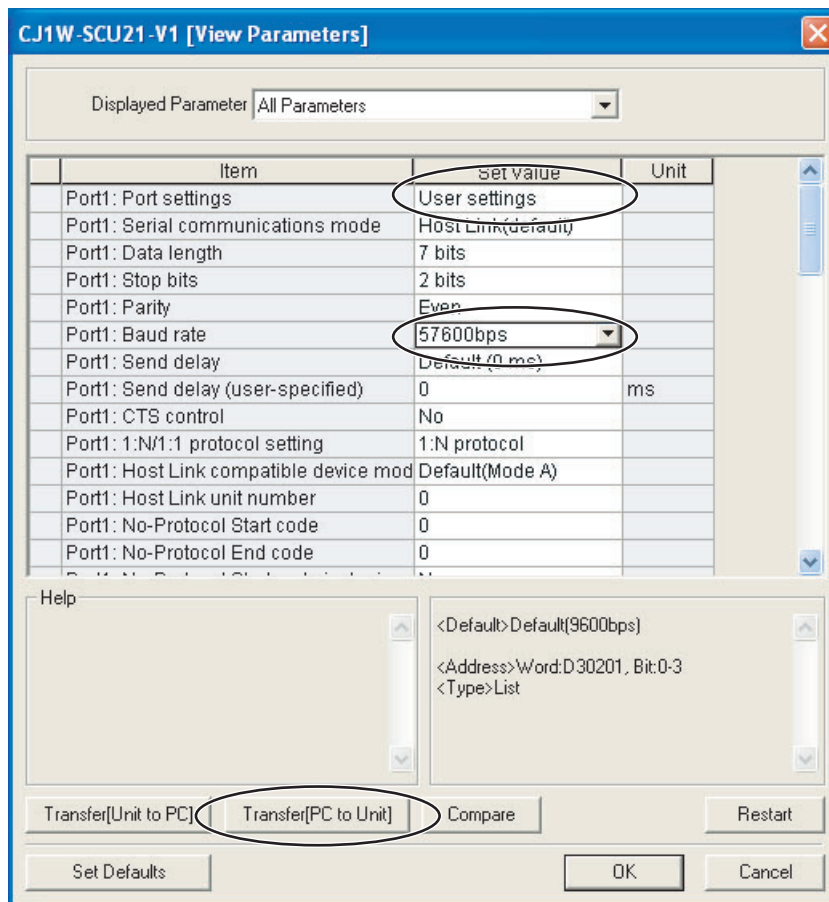 CJ1W-SCU21-V1 [View Parameters]
Displayed Parameter All Parameters
Item Set Value Unit
Port1: Port settings User settings
Port1: Serial communications mode Host Link(default)
Port1: Data length 7 bits
Port1: Stop bits 2 bits
Port1: Parity Even
Port1: Baud rate 57600bps
Port1: Send delay Default (0 ms)
Port1: Send delay (user-specified) 0 ms
Port1: CTS control No
Port1: 1:N/1:1 protocol setting 1:N protocol
Port1: Host Link compatible device mod Default(Mode A)
Port1: Host Link unit number 0
Port1: No-Protocol Start code 0
Port1: No-Protocol End code 0
Help
<Default>Default(9600bps)
<Address>Word:D30201, Bit:0-3
<Type>List
Transfer[Unit to PC] Transfer[PC to Unit] Compare Restart
Set Defaults OK Cancel